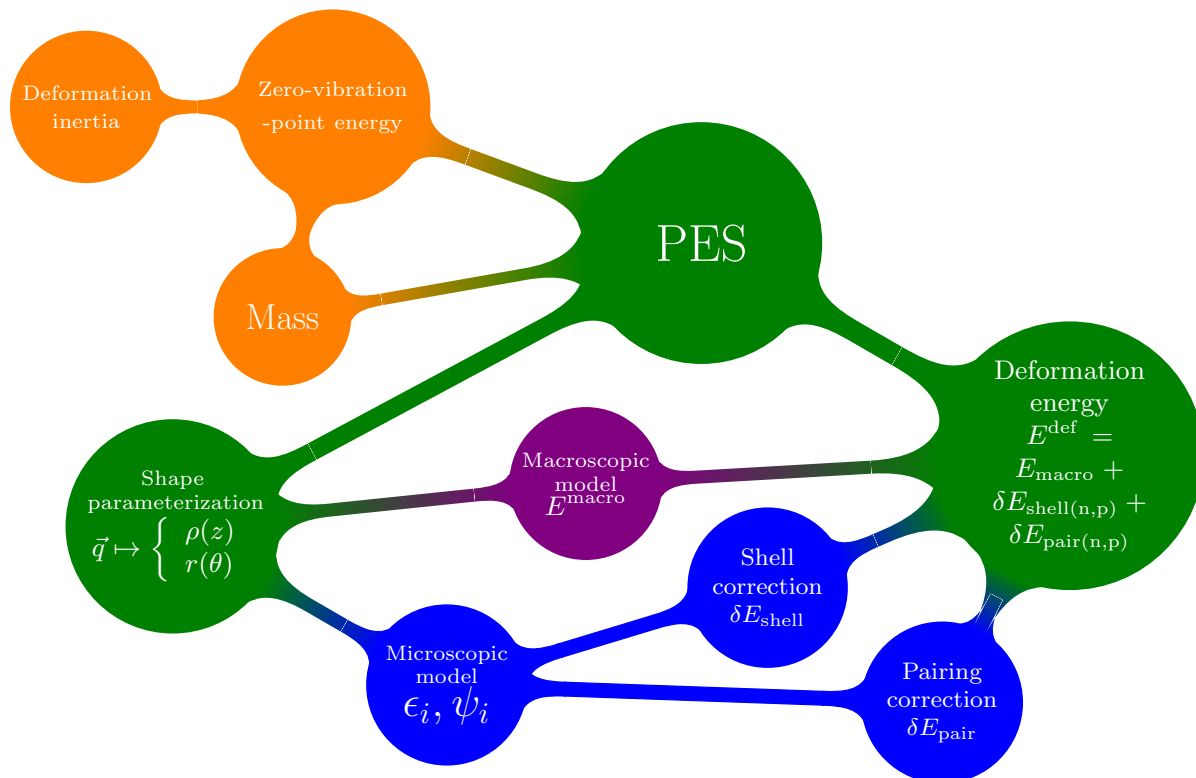 Deformation
inertia
Zero-vibration
-point energy
PES
Mass
Deformation
energy
E^def =
E_macro +
δE_shell(n,p) +
δE_pair(n,p)
Shape
parameterization
q⃗ ↦ { ρ(z)
r(θ)
Macroscopic
model
E^macro
Shell
correction
δE_shell
Microscopic
model
ϵ_i, ψ_i
Pairing
correction
δE_pair